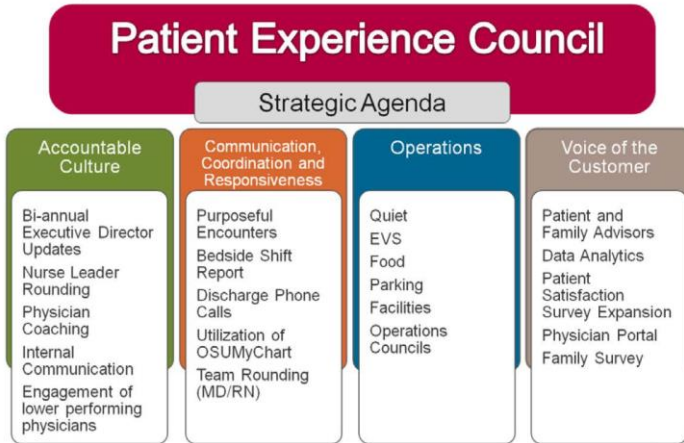 Patient Experience Council
Strategic Agenda
Accountable
Culture
Bi-annual
Executive Director
Updates
Nurse Leader
Rounding
Physician
Coaching
Internal
Communication
Engagement of
lower performing
physicians
Communication,
Coordination and
Responsiveness
Purposeful
Encounters
Bedside Shift
Report
Discharge Phone
Calls
Utilization of
OSUMyChart
Team Rounding
(MD/RN)
Operations
Quiet
EVS
Food
Parking
Facilities
Operations
Councils
Voice of the
Customer
Patient and
Family Advisors
Data Analytics
Patient
Satisfaction
Survey Expansion
Physician Portal
Family Survey